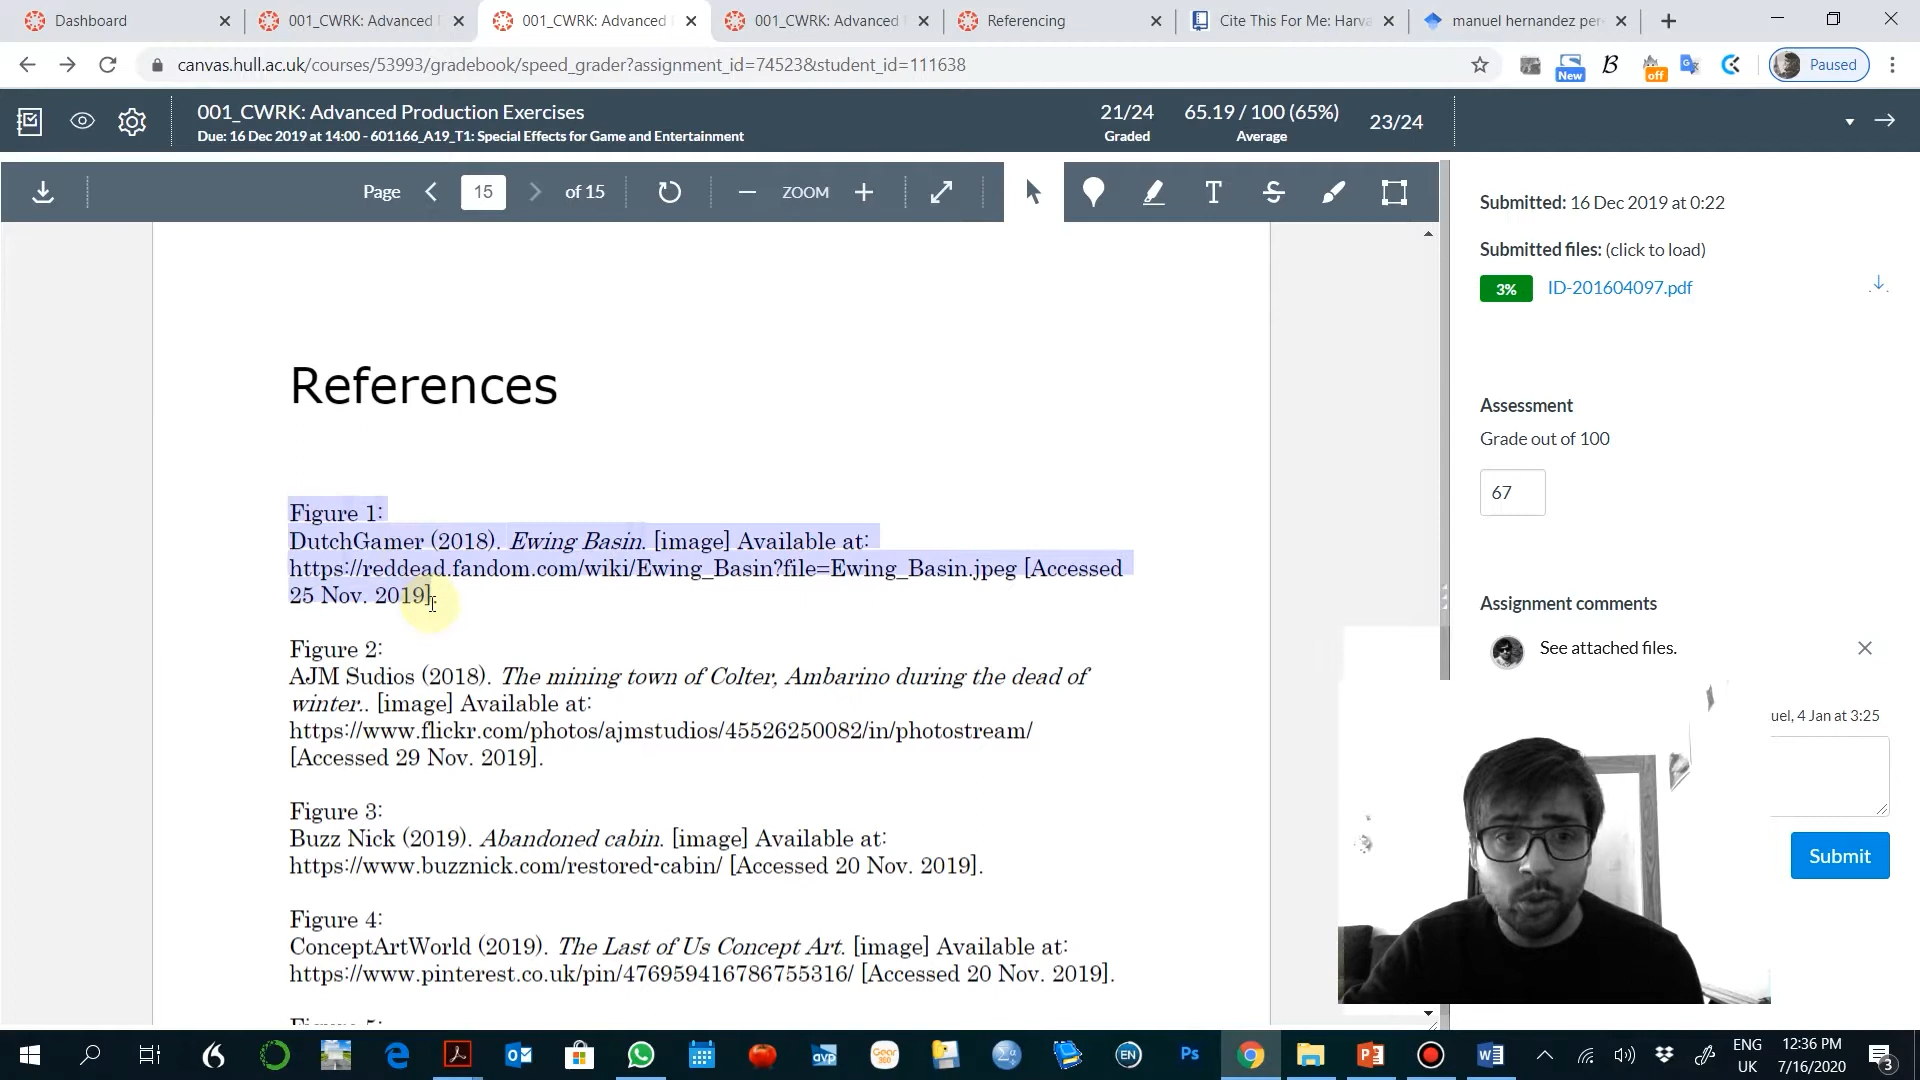 Dashboard
001_CWRK: Advanced
001_CWRK: Advanced
001_CWRK: Advanced
Referencing
Cite This For Me: Harva
manuel hernandez per
canvas.hull.ac.uk/courses/53993/gradebook/speed_grader?assignment_id=74523&student_id=111638
New
off
Paused
001_CWRK: Advanced Production Exercises
Due: 16 Dec 2019 at 14:00 - 601166_A19_T1: Special Effects for Game and Entertainment
21/24
Graded
65.19 / 100 (65%)
Average
23/24
Page
15
of 15
ZOOM
T
References
Figure 1:
DutchGamer (2018). Ewing Basin. [image] Available at:
https://reddead.fandom.com/wiki/Ewing_Basin?file=Ewing_Basin.jpeg [Accessed
25 Nov. 2019].
Figure 2:
AJM Sudios (2018). The mining town of Colter, Ambarino during the dead of
winter.. [image] Available at:
https://www.flickr.com/photos/ajmstudios/45526250082/in/photostream/
[Accessed 29 Nov. 2019].
Figure 3:
Buzz Nick (2019). Abandoned cabin. [image] Available at:
https://www.buzznick.com/restored-cabin/ [Accessed 20 Nov. 2019].
Figure 4:
ConceptArtWorld (2019). The Last of Us Concept Art. [image] Available at:
https://www.pinterest.co.uk/pin/476959416786755316/ [Accessed 20 Nov. 2019].
Figure 5:
Submitted: 16 Dec 2019 at 0:22
Submitted files: (click to load)
3%
ID-201604097.pdf
Assessment
Grade out of 100
67
Assignment comments
See attached files.
uel, 4 Jan at 3:25
Submit
avp
Gear
360
EN
Ps
ENG
UK
12:36 PM
7/16/2020
3